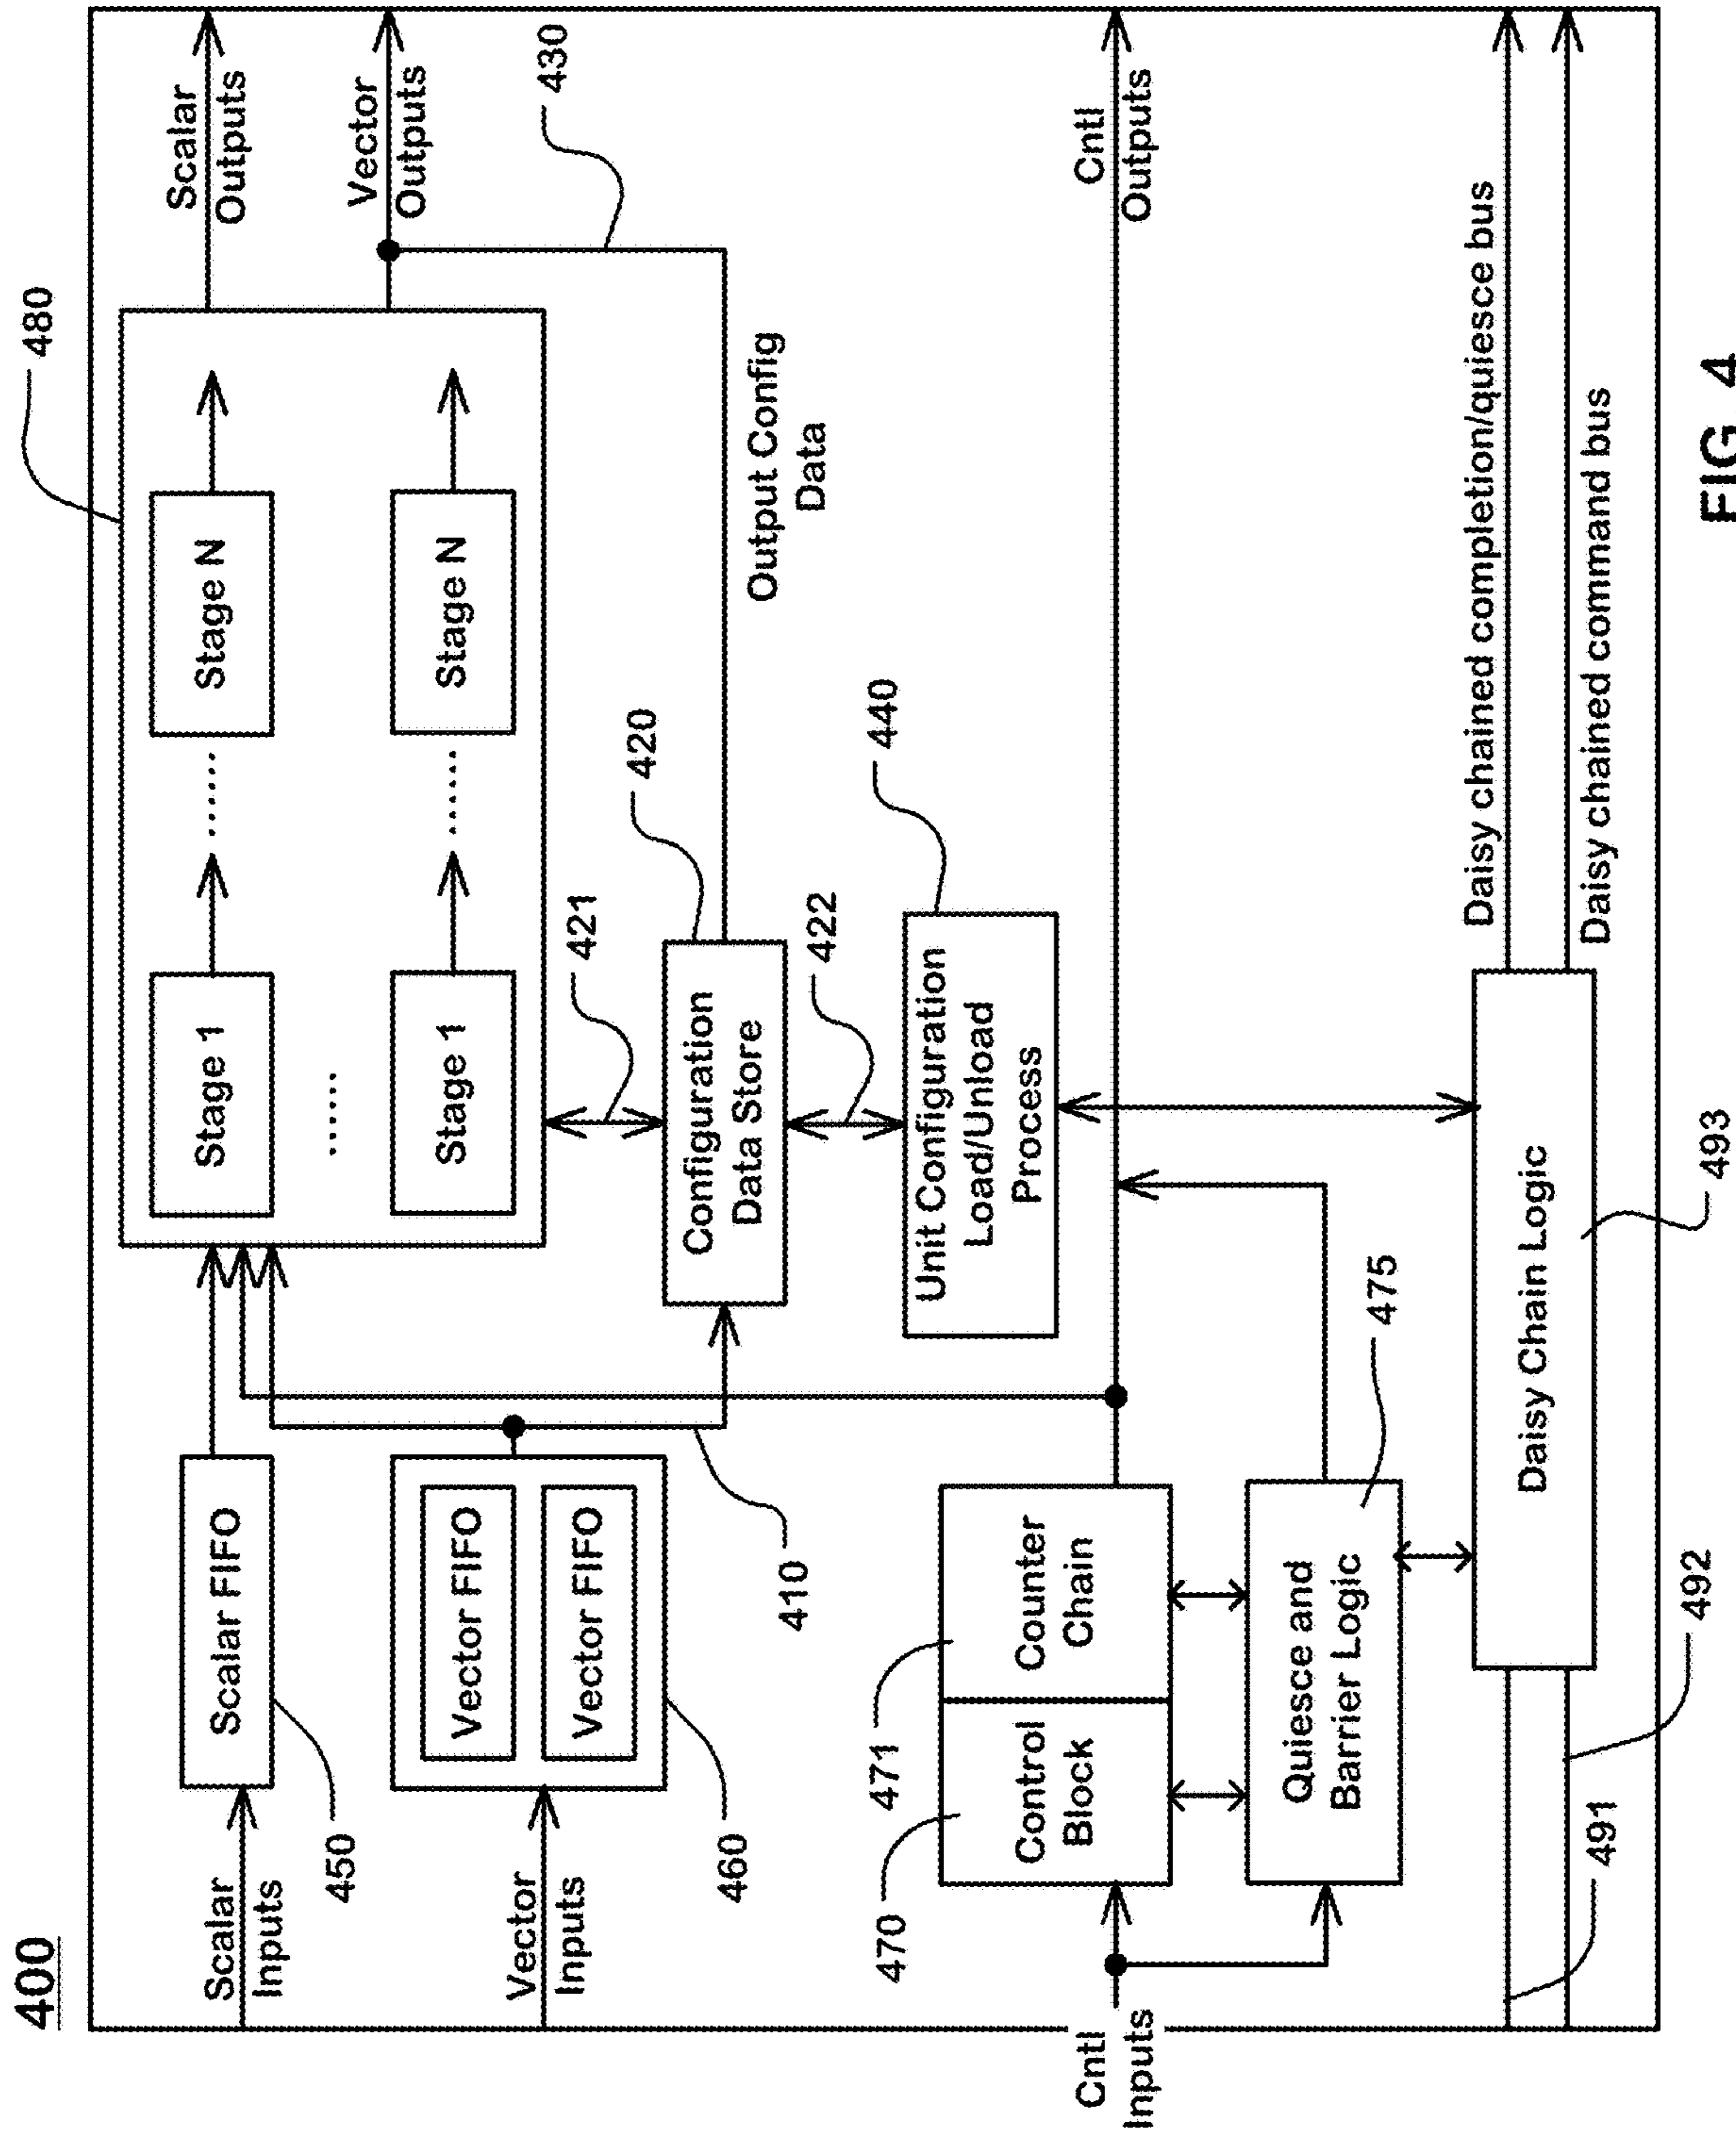 400
Scalar
Inputs
450
Scalar FIFO
Vector
Inputs
460
Vector FIFO
Vector FIFO
410
480
Stage 1
......
Stage N
......
Stage 1
......
Stage N
Scalar
Outputs
Vector
Outputs
430
421
420
Configuration
Data Store
Output Config
Data
422
440
Unit Configuration
Load/Unload
Process
Cntl
Inputs
470
471
Control
Block
Counter
Chain
Cntl
Outputs
Quiesce and
Barrier Logic
475
491
492
Daisy Chain Logic
493
Daisy chained completion/quiesce bus
Daisy chained command bus
FIG. 4